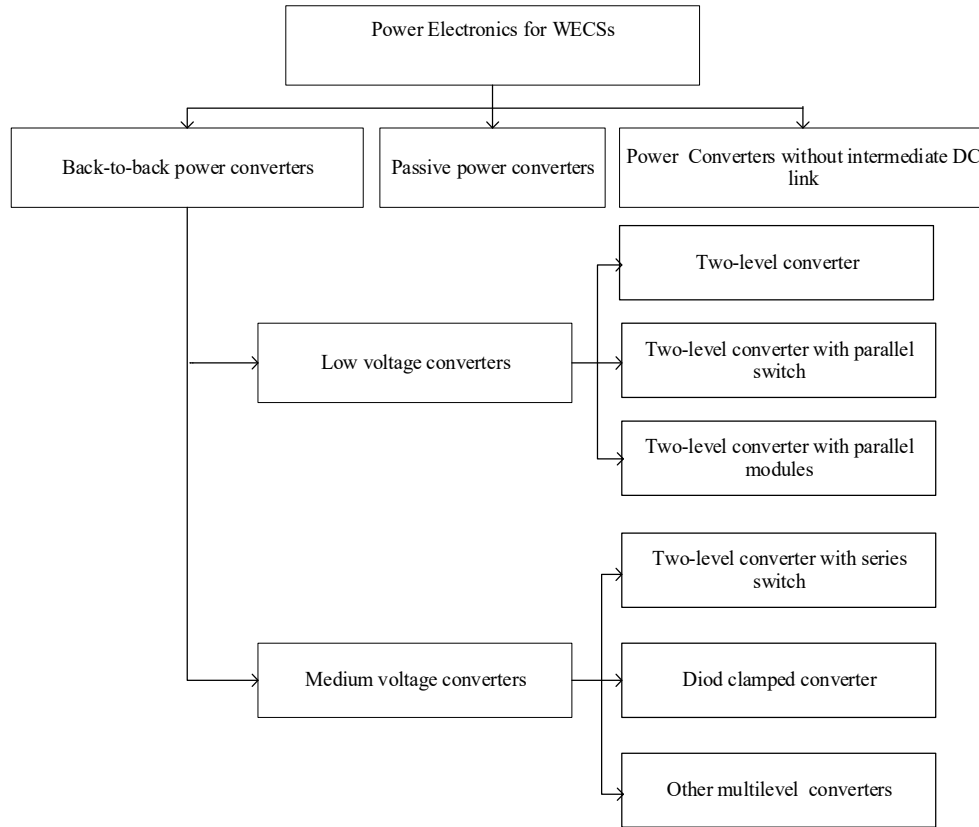 Power Electronics for WECSs
Back-to-back power converters
Passive power converters
Power Converters without intermediate DC
link
Two-level converter
Low voltage converters
Two-level converter with parallel
switch
Two-level converter with parallel
modules
Two-level converter with series
switch
Medium voltage converters
Diod clamped converter
Other multilevel converters